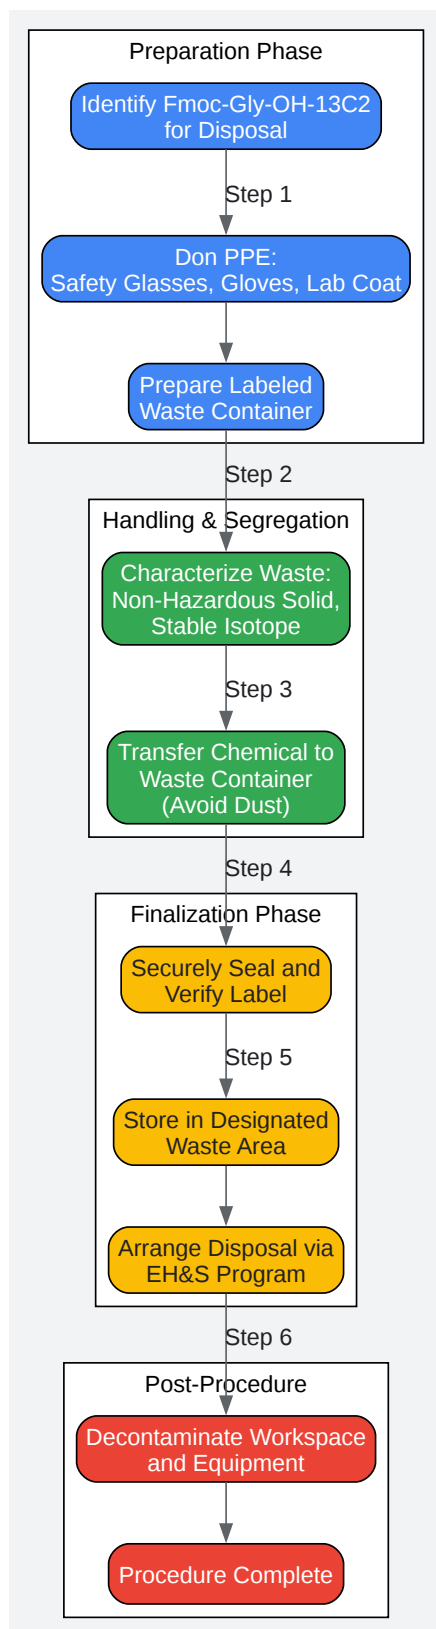 Preparation Phase
Identify Fmoc-Gly-OH-13C2
for Disposal
Step 1
Don PPE:
Safety Glasses, Gloves, Lab Coat
Prepare Labeled
Waste Container
Step 2
Handling & Segregation
Characterize Waste:
Non-Hazardous Solid,
Stable Isotope
Step 3
Transfer Chemical to
Waste Container
(Avoid Dust)
Step 4
Finalization Phase
Securely Seal and
Verify Label
Step 5
Store in Designated
Waste Area
Arrange Disposal via
EH&S Program
Step 6
Post-Procedure
Decontaminate Workspace
and Equipment
Procedure Complete